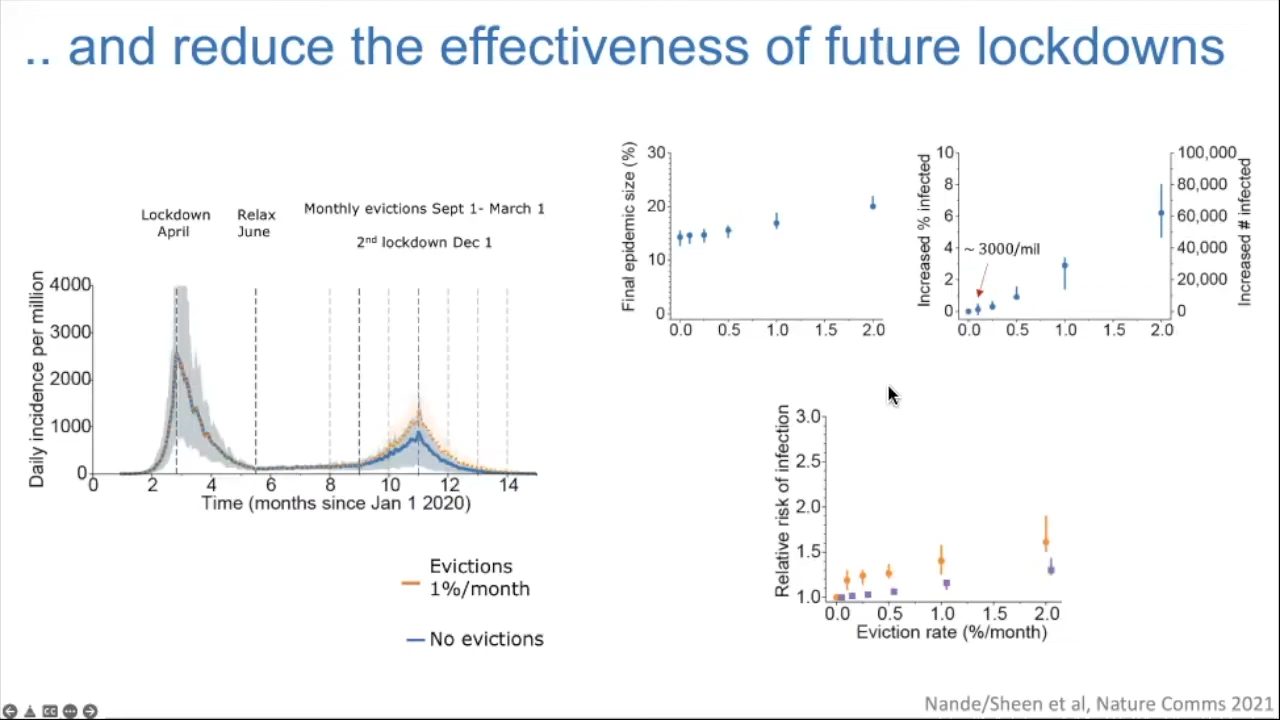 .. and reduce the effectiveness of future lockdowns
Lockdown
April
Relax
June
Monthly evictions Sept 1- March 1
2nd lockdown Dec 1
Daily incidence per million
4000
3000
2000
1000
0
0 2 4 6 8 10 12 14
Time (months since Jan 1 2020)
Evictions
1%/month
No evictions
Final epidemic size (%)
30
20
10
0
0.0 0.5 1.0 1.5 2.0
Increased % infected
10
8
6
4
2
0
~ 3000/mil
0.0 0.5 1.0 2.0
100,000
80,000
60,000
40,000
20,000
0
Increased # infected
Relative risk of infection
3.0
2.5
2.0
1.5
1.0
0.0 0.5 1.0 1.5 2.0
Eviction rate (%/month)
Nande/Sheen et al, Nature Comms 2021
CC